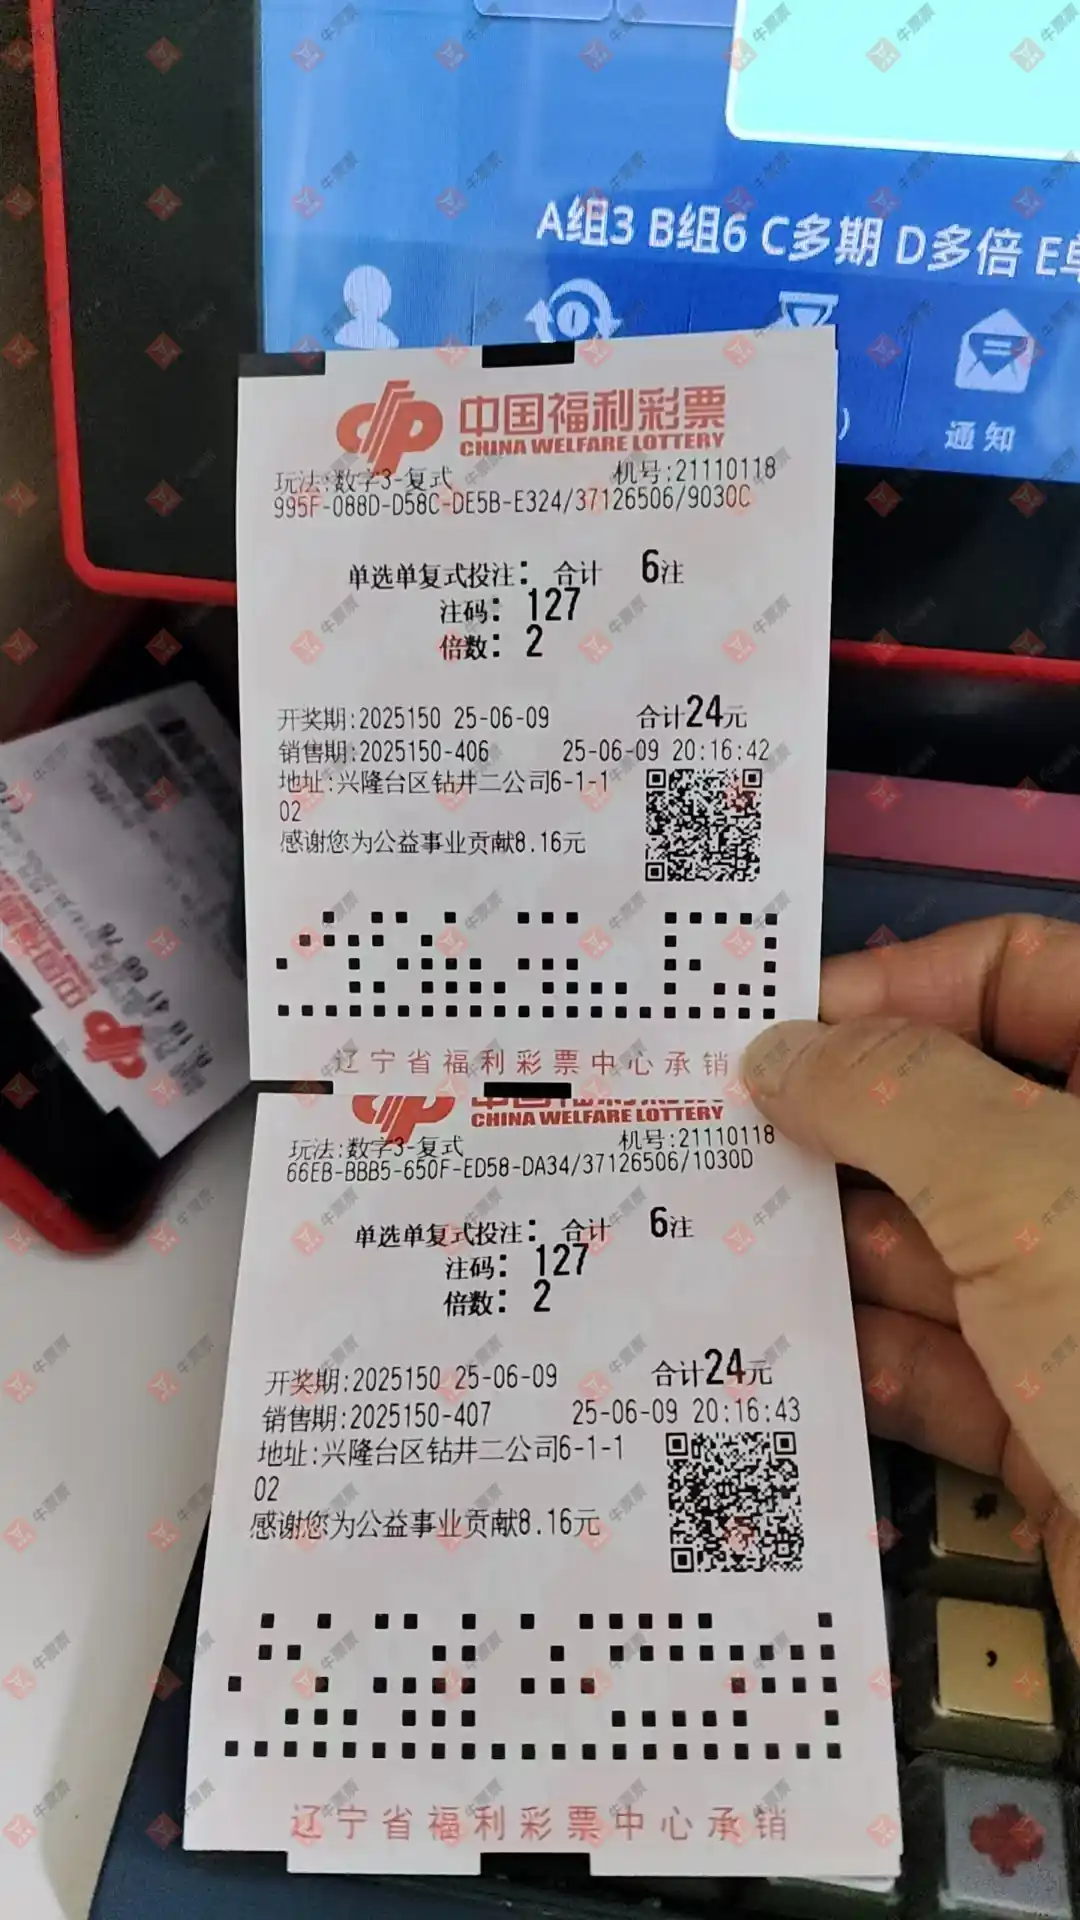 A组3 B组6 C多期 D多倍 E单
通知
中国福利彩票
CHINA WELFARE LOTTERY
玩法:数字3-复式 机号:21110118
995F-088D-D58C-DE5B-E324/37126506/9030C
单选单复式投注: 合计 6注
注码: 127
倍数: 2
开奖期:2025150 25-06-09 合计24元
销售期:2025150-406 25-06-09 20:16:42
地址:兴隆台区钻井二公司6-1-1
02
感谢您为公益事业贡献8.16元
辽宁省福利彩票中心承销
中国福利彩票
CHINA WELFARE LOTTERY
玩法:数字3-复式 机号:21110118
66EB-BBB5-650F-ED58-DA34/37126506/1030D
单选单复式投注: 合计 6注
注码: 127
倍数: 2
开奖期:2025150 25-06-09 合计24元
销售期:2025150-407 25-06-09 20:16:43
地址:兴隆台区钻井二公司6-1-1
02
感谢您为公益事业贡献8.16元
辽宁省福利彩票中心承销
牛票票